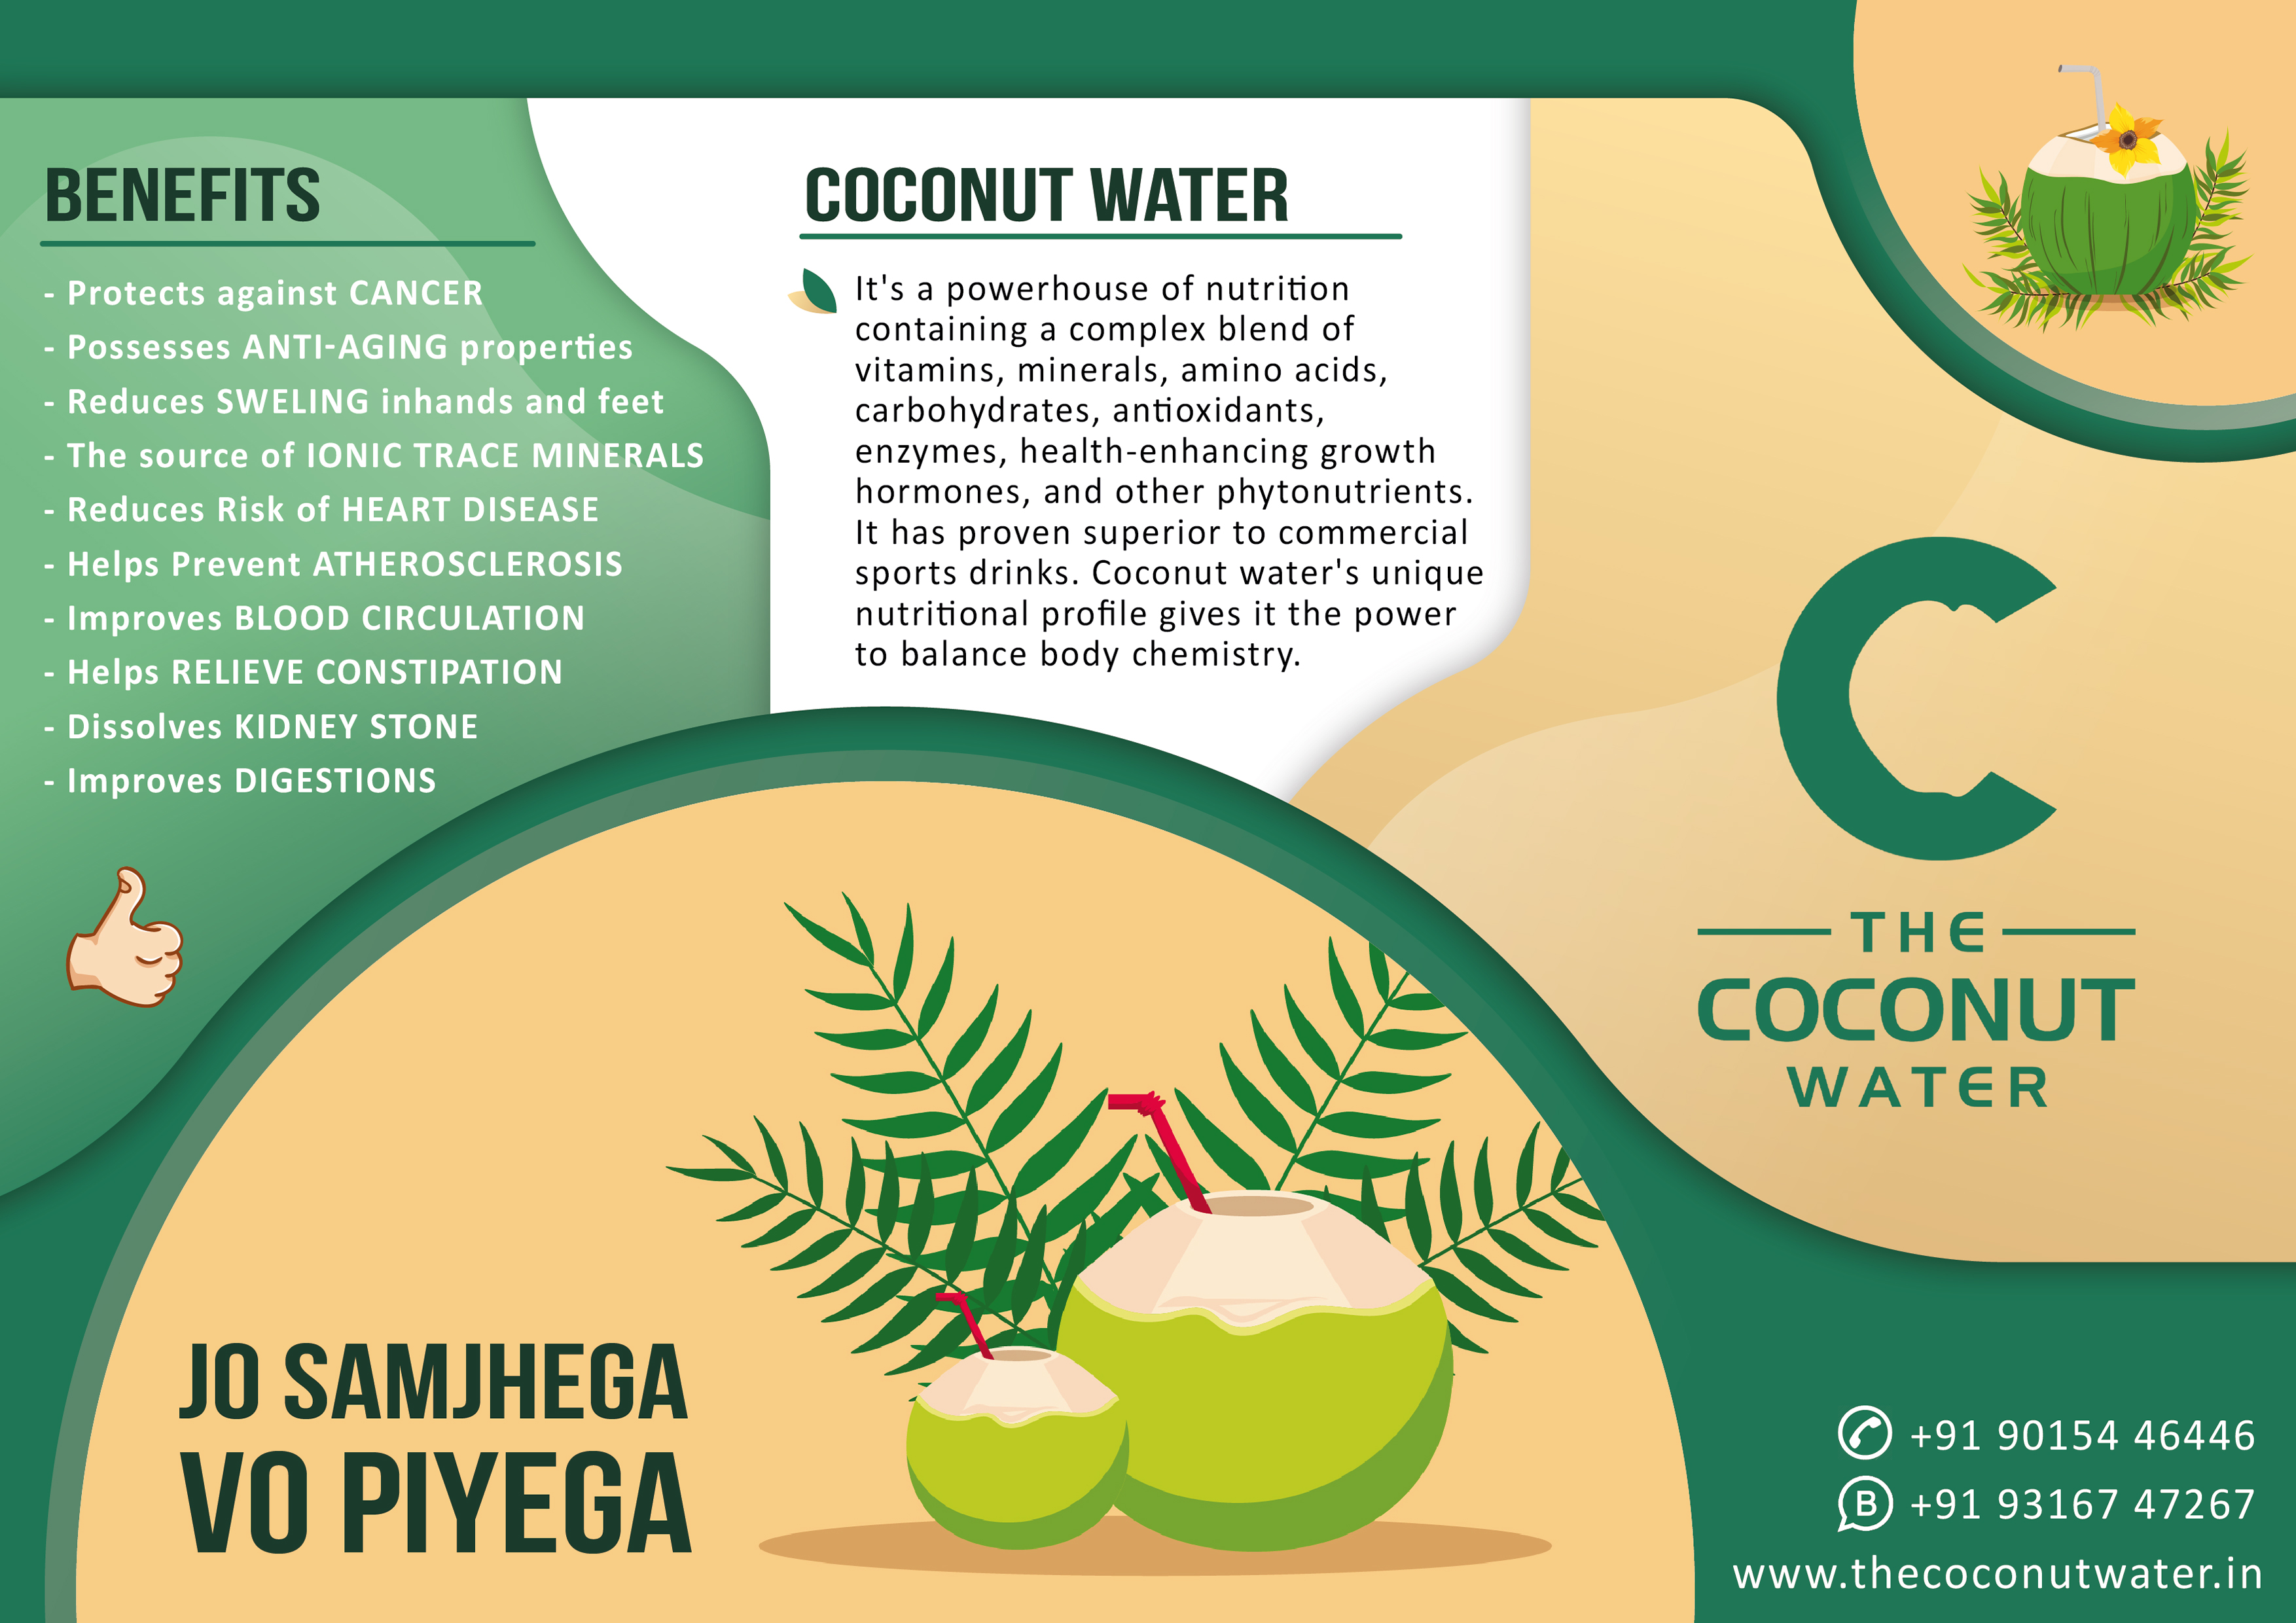 BENEFITS
- Protects against CANCER
- Possesses ANTI-AGING properties
- Reduces SWELING inhands and feet
- The source of IONIC TRACE MINERALS
- Reduces Risk of HEART DISEASE
- Helps Prevent ATHEROSCLEROSIS
- Improves BLOOD CIRCULATION
- Helps RELIEVE CONSTIPATION
- Dissolves KIDNEY STONE
- Improves DIGESTIONS
COCONUT WATER
It's a powerhouse of nutrition
containing a complex blend of
vitamins, minerals, amino acids,
carbohydrates, antioxidants,
enzymes, health-enhancing growth
hormones, and other phytonutrients.
It has proven superior to commercial
sports drinks. Coconut water's unique
nutritional profile gives it the power
to balance body chemistry.
C
THE
COCONUT
WATER
JO SAMJHEGA
VO PIYEGA
+91 90154 46446
B +91 93167 47267
www.thecoconutwater.in